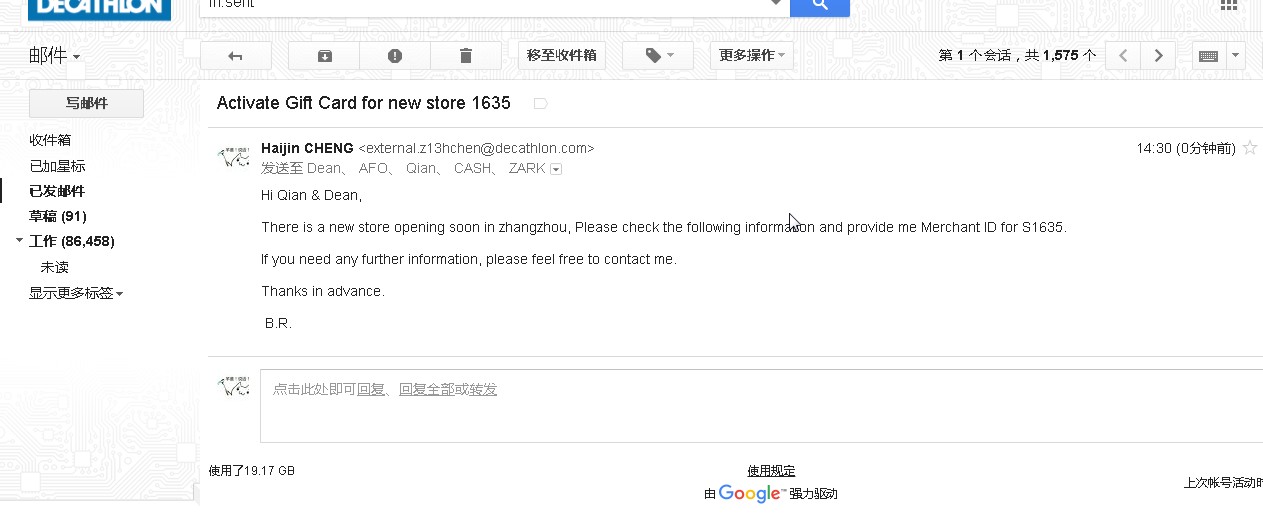 DECATHLON
in:sent
邮件
移至收件箱
更多操作
第 1 个会话，共 1,575 个
写邮件
Activate Gift Card for new store 1635
收件箱
已加星标
已发邮件
草稿 (91)
工作 (86,458)
未读
显示更多标签
Haijin CHENG <external.z13hchen@decathlon.com>
14:30 (0分钟前)
发送至 Dean、 AFO、 Qian、 CASH、 ZARK
Hi Qian & Dean,
There is a new store opening soon in zhangzhou, Please check the following information and provide me Merchant ID for S1635.
If you need any further information, please feel free to contact me.
Thanks in advance.
B.R.
点击此处即可回复、回复全部或转发
使用了19.17 GB
使用规定
由 Google™ 强力驱动
上次帐号活动时